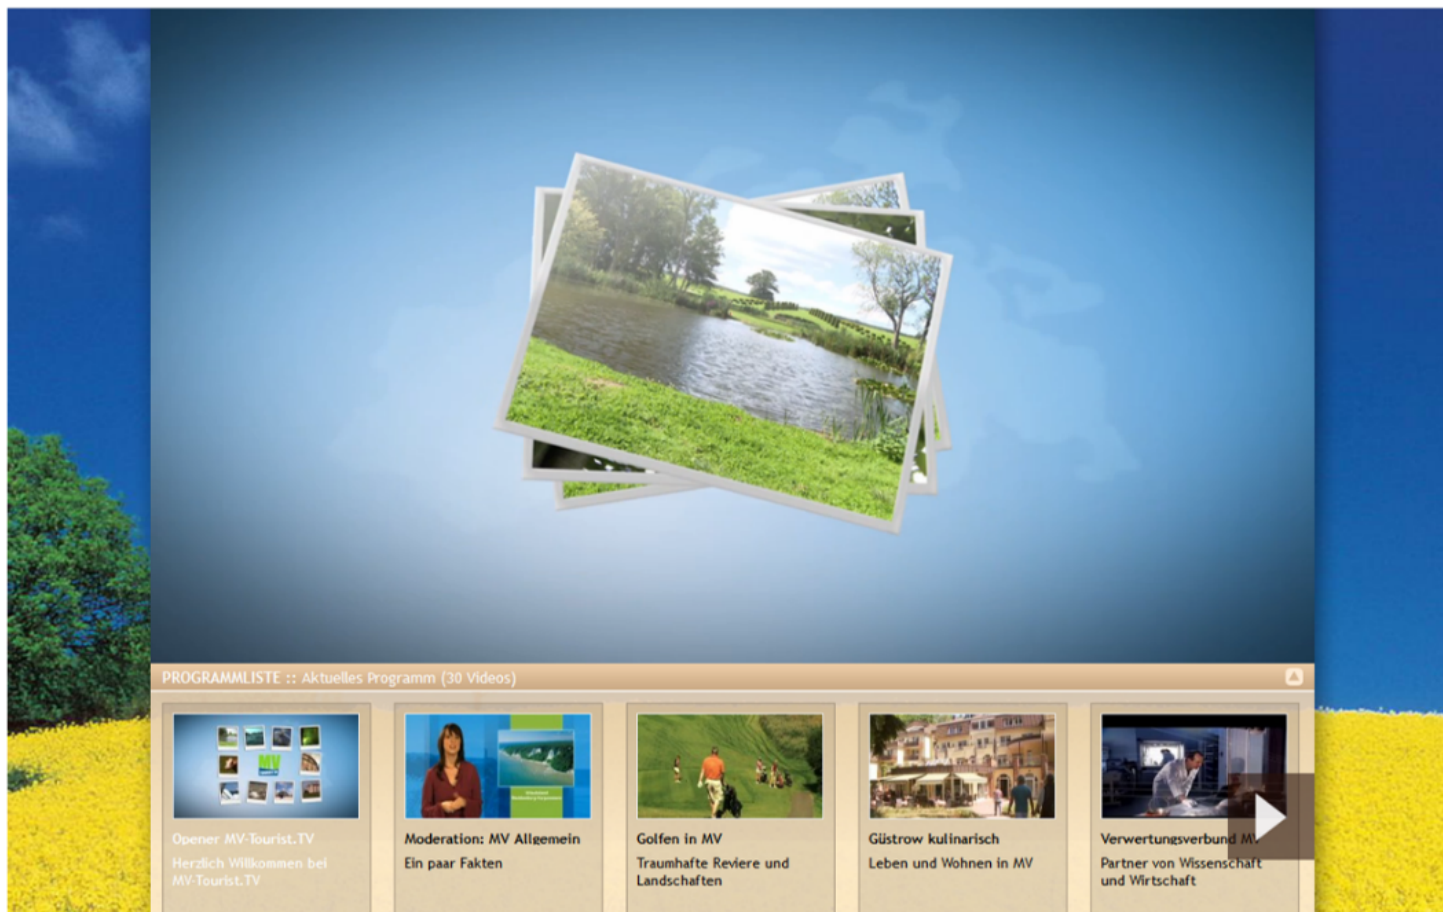 PROGRAMMLISTE :: Aktuelles Programm (30 Videos)
MV
Opener MV-Tourist.TV
Herzlich Willkommen bei
MV-Tourist.TV
Moderation: MV Allgemein
Ein paar Fakten
Golfen in MV
Traumhafte Reviere und
Landschaften
Güstrow kulinarisch
Leben und Wohnen in MV
Verwertungsverbund MV
Partner von Wissenschaft
und Wirtschaft